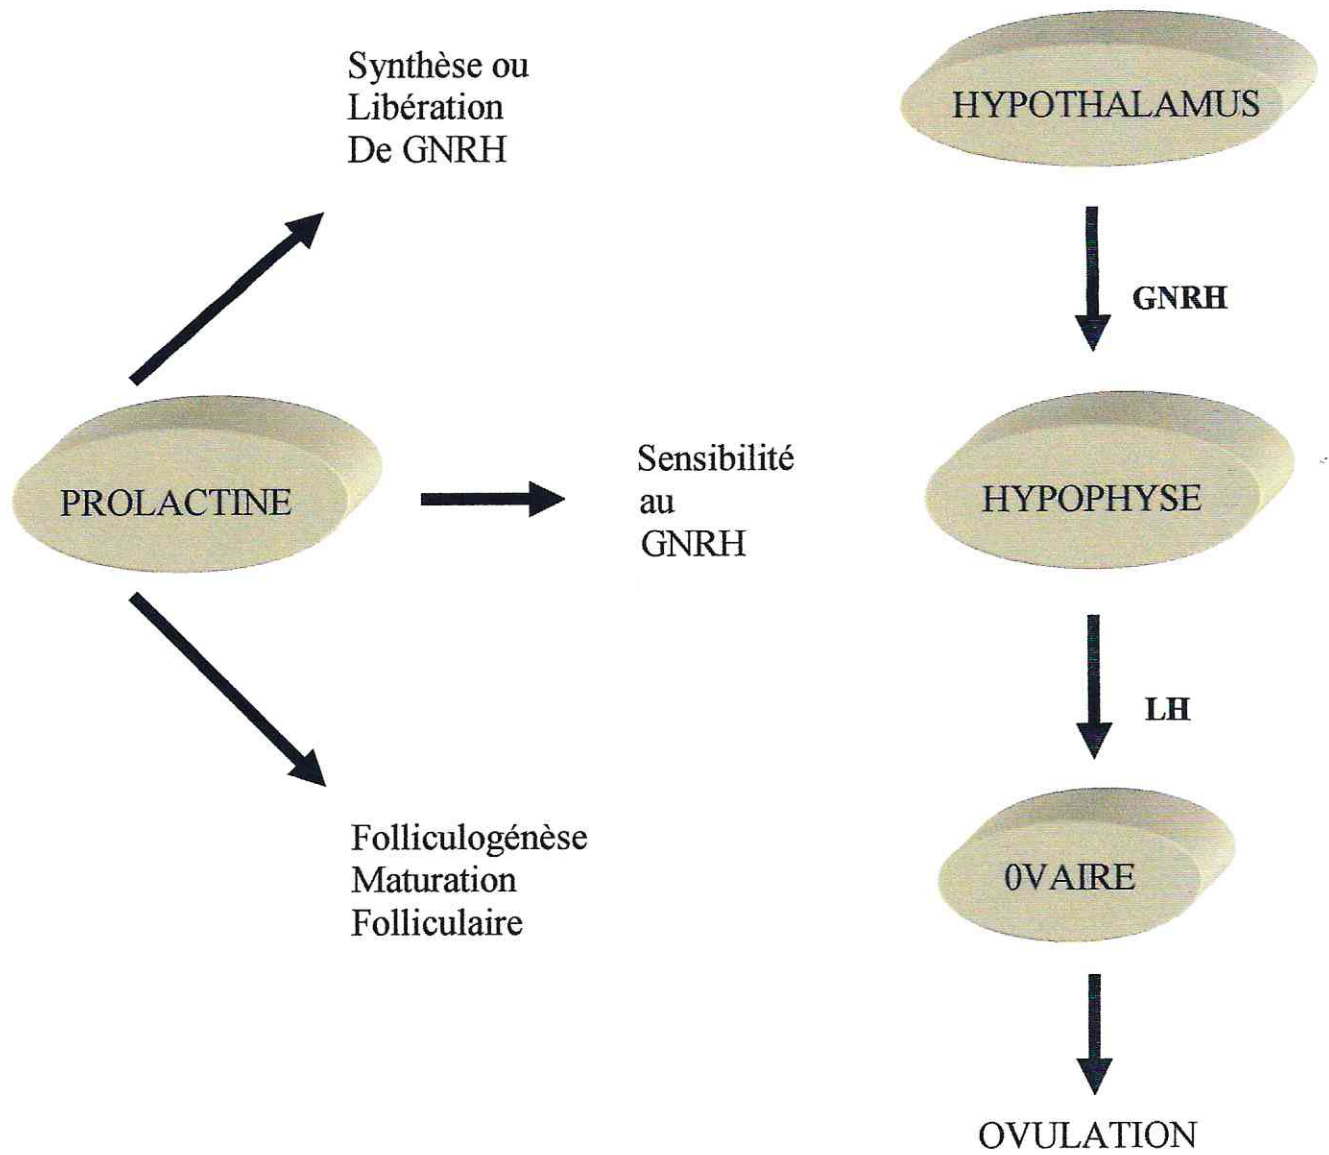 Synthèse ou
Libération
De GNRH
HYPOTHALAMUS
GNRH
PROLACTINE
Sensibilité
au
GNRH
HYPOPHYSE
LH
Folliculogénèse
Maturation
Folliculaire
0VAIRE
OVULATION